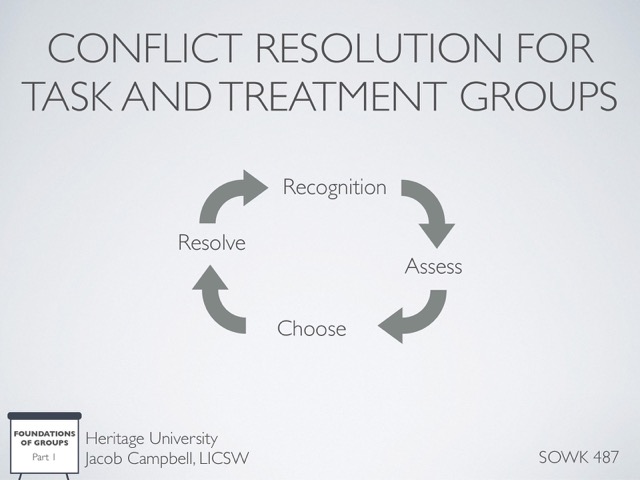 CONFLICT RESOLUTION FOR
TASK AND TREATMENT GROUPS
Recognition
Resolve
Assess
Choose
FOUNDATIONS
OF GROUPS
Part 1
Heritage University
Jacob Campbell, LICSW
SOWK 487